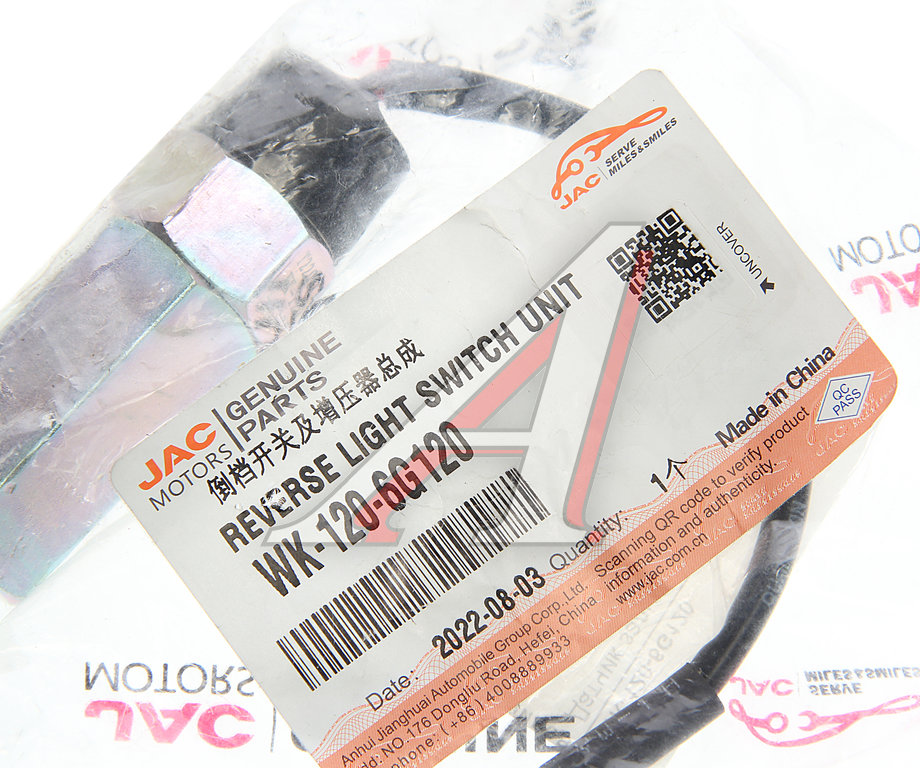 JAC
SERVE
MILES&SMILES
UNCOVER
JAC
MOTORS
GENUINE
PARTS
倒档开关及增压器总成
REVERSE LIGHT SWITCH UNIT
WK-120-6G120
1个
Made in China
QC
PASS
Date:
2022-08-03
Quantity
Anhui Jianghuai Automobile Group Corp.,Ltd.
dd: NO.176 Dongliu Road, Hefei, China
phone: (+86) 4008889933
Scanning QR code to verify product
information and authenticity.
www.jac.com.cn
MOTORS
JAC
MOTORS
JAC
JAC
SERVE
MILES&SMILES